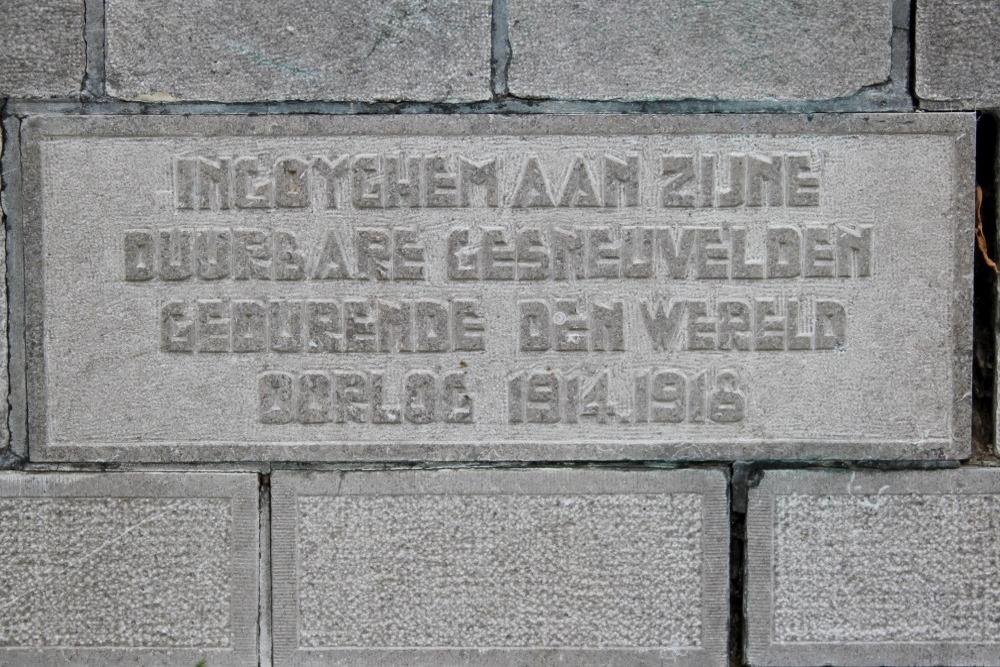 INGOYGHEM AAN ZIJNE
DUURBARE GESNEUVELDEN
GEDURENDE DEN WERELD
OORLOG 1914.1918